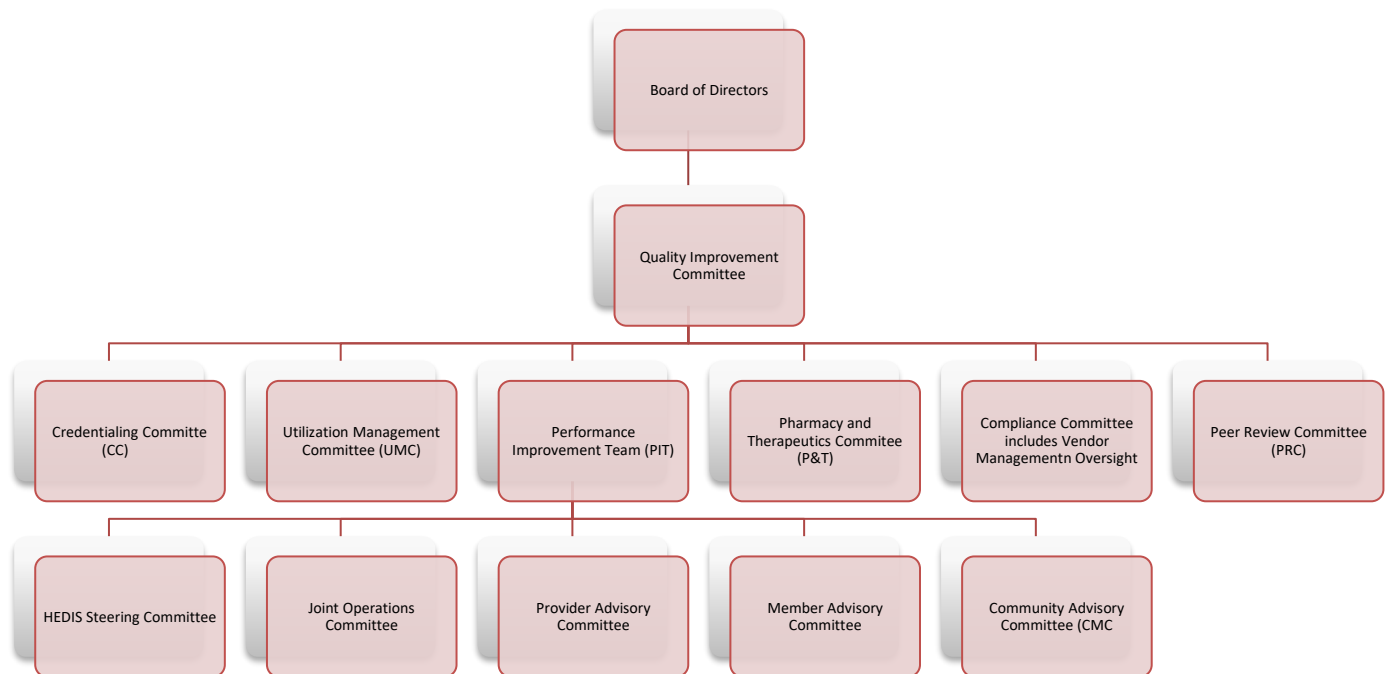 Board of Directors
Quality Improvement
Committee
Credentialing Committe
(CC)
Utilization Management
Committee (UMC)
Performance
Improvement Team (PIT)
Pharmacy and
Therapeutics Commitee
(P&T)
Compliance Committee
includes Vendor
Managementn Oversight
Peer Review Committee
(PRC)
HEDIS Steering Committee
Joint Operations
Committee
Provider Advisory
Committee
Member Advisory
Committee
Community Advisory
Committee (CMC